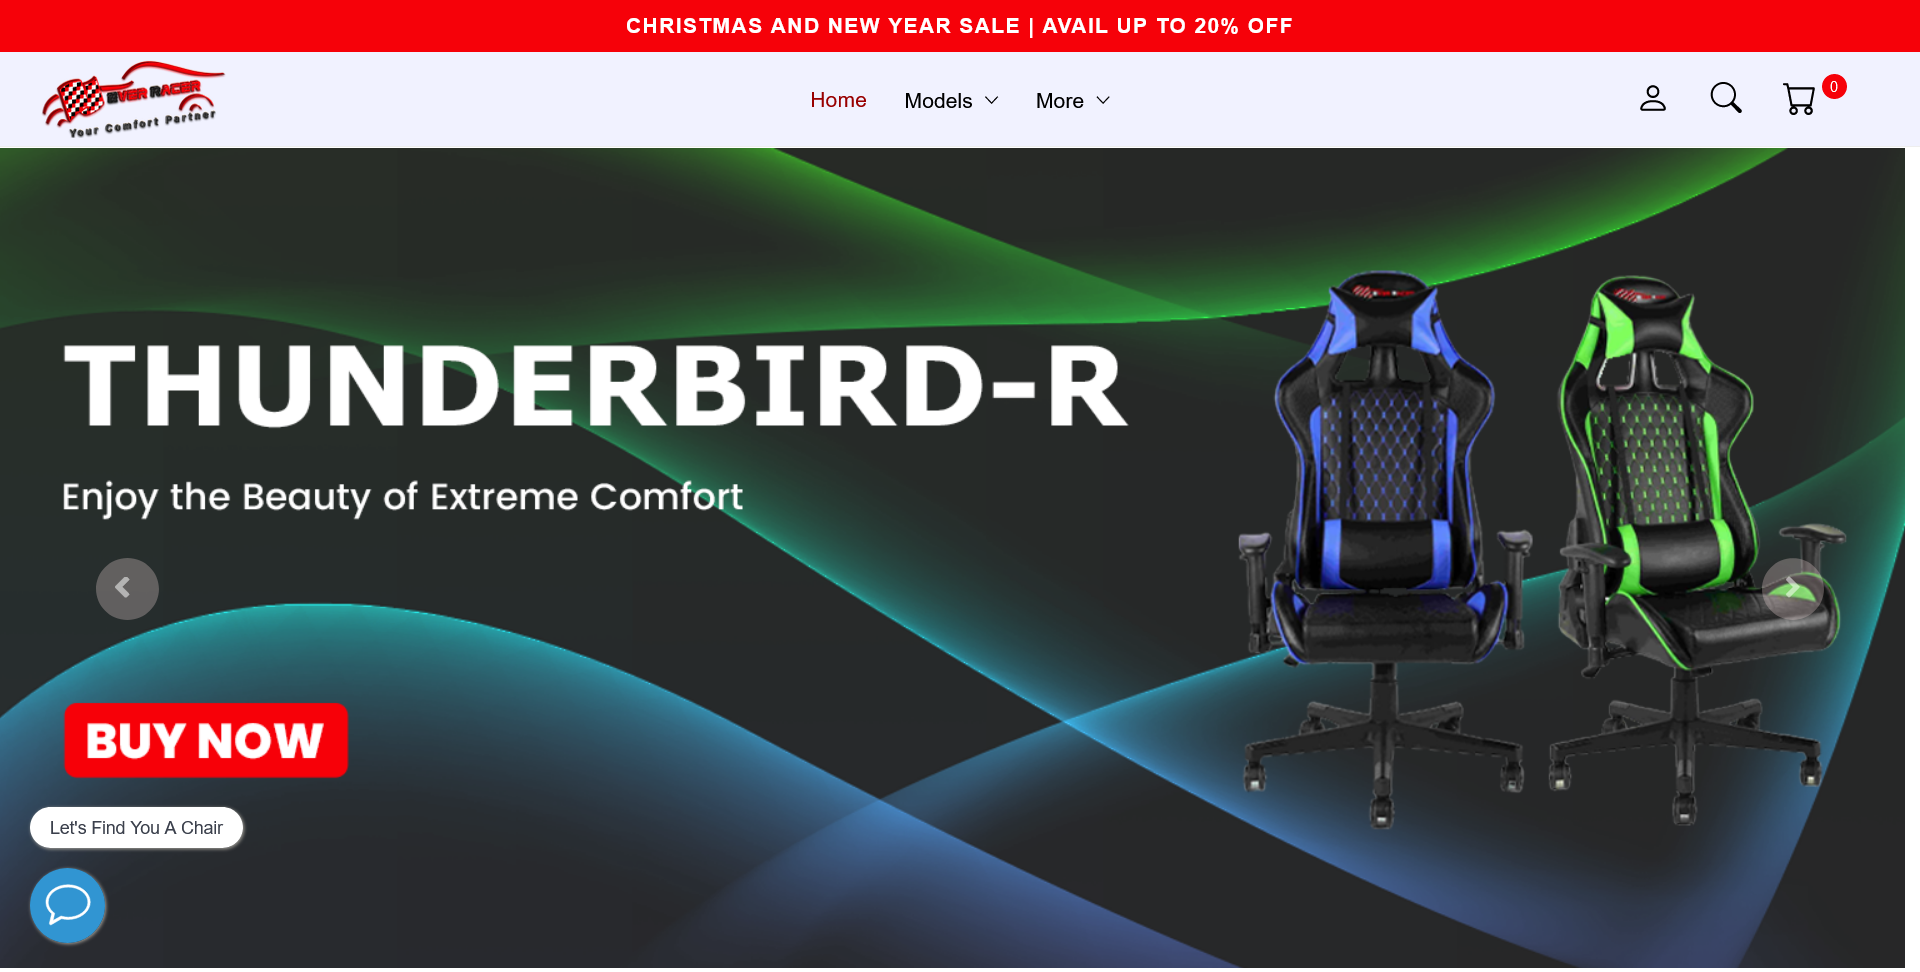 CHRISTMAS AND NEW YEAR SALE | AVAIL UP TO 20% OFF
EVER RACER
Your Comfort Partner
Home
Models
More
0
THUNDERBIRD-R
Enjoy the Beauty of Extreme Comfort
BUY NOW
Let's Find You A Chair